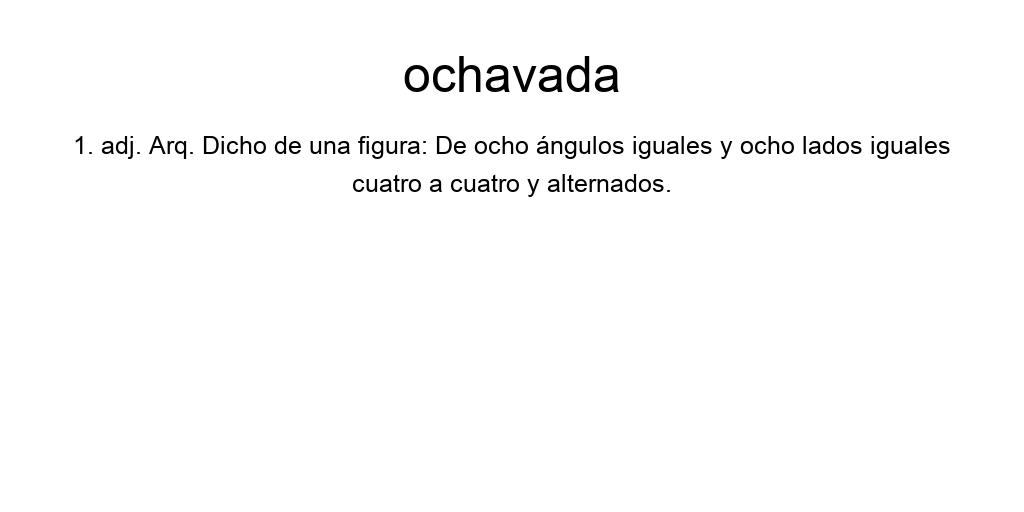 ochavada
1. adj. Arq. Dicho de una figura: De ocho ángulos iguales y ocho lados iguales
cuatro a cuatro y alternados.